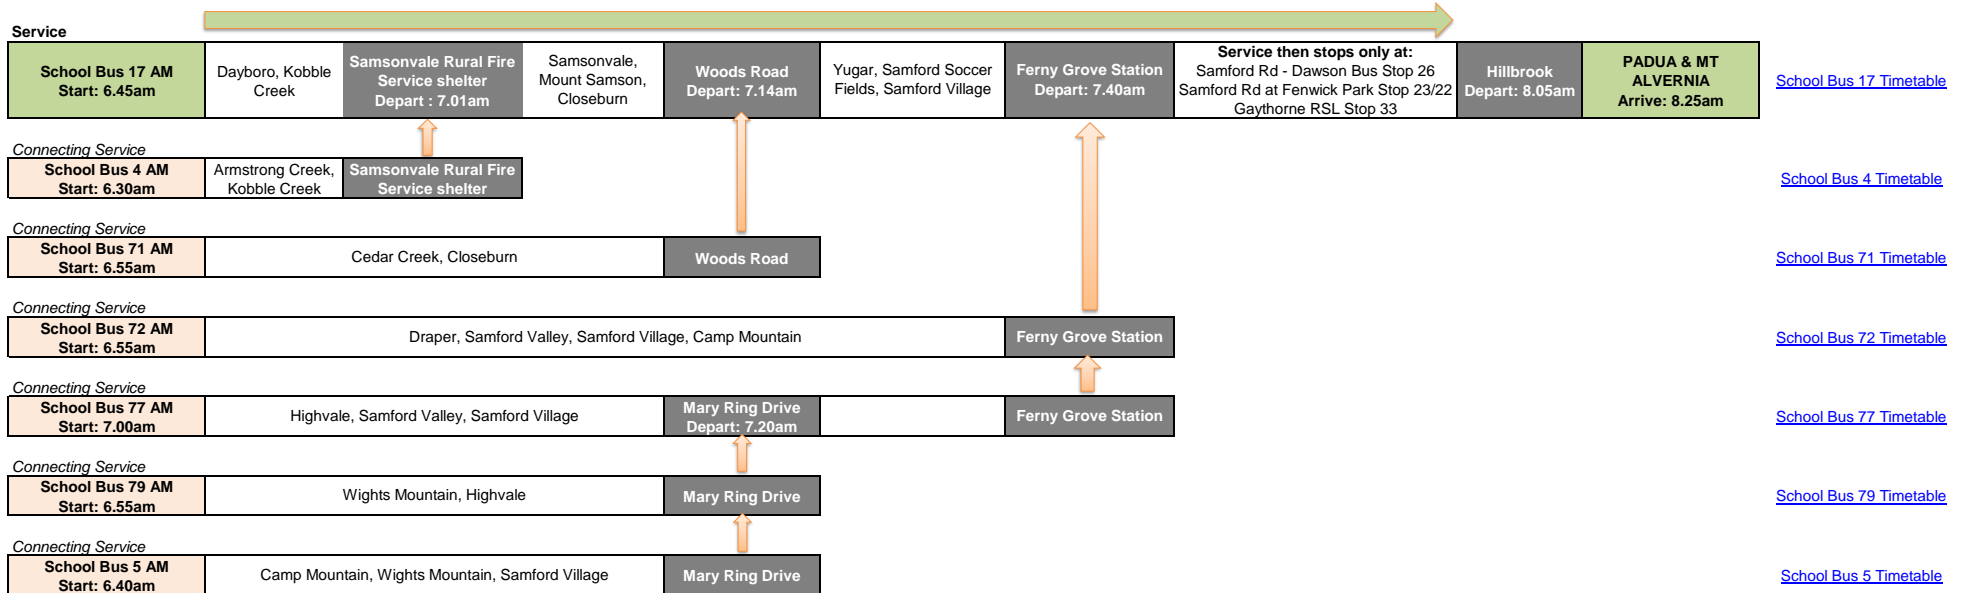 Service
School Bus 17 AM
Start: 6.45am
Dayboro, Kobble
Creek
Samsonvale Rural Fire
Service shelter
Depart : 7.01am
Samsonvale,
Mount Samson,
Closeburn
Woods Road
Depart: 7.14am
Yugar, Samford Soccer
Fields, Samford Village
Ferny Grove Station
Depart: 7.40am
Service then stops only at:
Samford Rd - Dawson Bus Stop 26
Samford Rd at Fenwick Park Stop 23/22
Gaythorne RSL Stop 33
Hillbrook
Depart: 8.05am
PADUA & MT
ALVERNIA
Arrive: 8.25am
School Bus 17 Timetable
Connecting Service
School Bus 4 AM
Start: 6.30am
Armstrong Creek,
Kobble Creek
Samsonvale Rural Fire
Service shelter
School Bus 4 Timetable
Connecting Service
School Bus 71 AM
Start: 6.55am
Cedar Creek, Closeburn
Woods Road
School Bus 71 Timetable
Connecting Service
School Bus 72 AM
Start: 6.55am
Draper, Samford Valley, Samford Village, Camp Mountain
Ferny Grove Station
School Bus 72 Timetable
Connecting Service
School Bus 77 AM
Start: 7.00am
Highvale, Samford Valley, Samford Village
Mary Ring Drive
Depart: 7.20am
Ferny Grove Station
School Bus 77 Timetable
Connecting Service
School Bus 79 AM
Start: 6.55am
Wights Mountain, Highvale
Mary Ring Drive
School Bus 79 Timetable
Connecting Service
School Bus 5 AM
Start: 6.40am
Camp Mountain, Wights Mountain, Samford Village
Mary Ring Drive
School Bus 5 Timetable